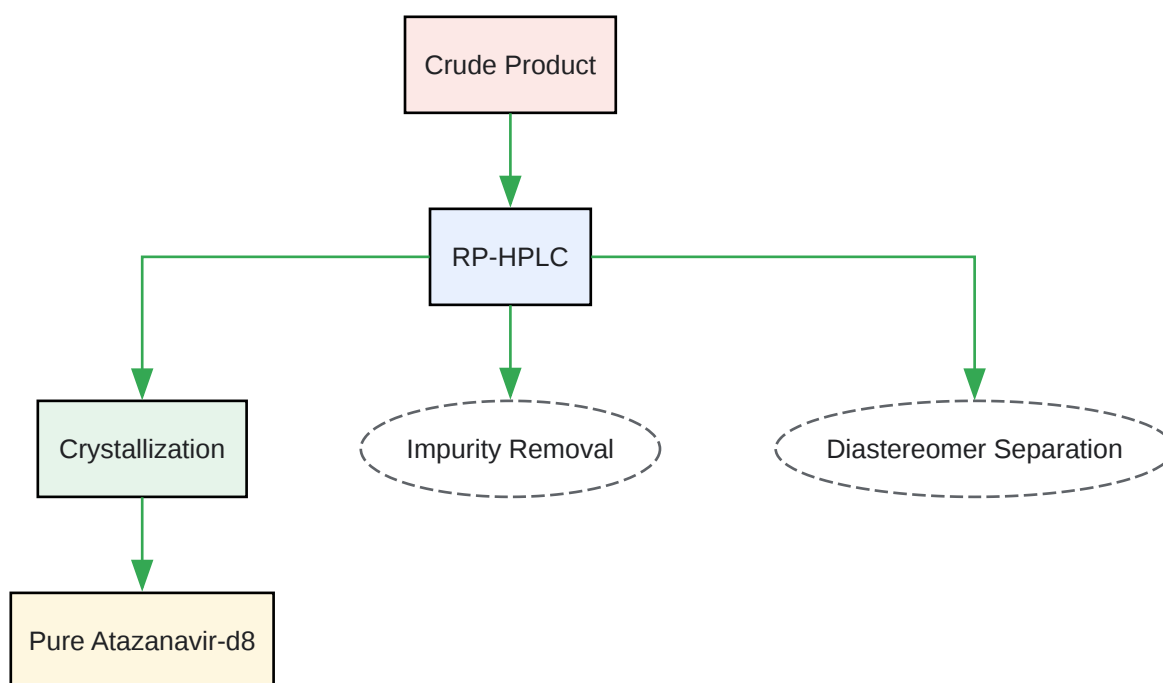 Crude Product
RP-HPLC
Crystallization
Impurity Removal
Diastereomer Separation
Pure Atazanavir-d8